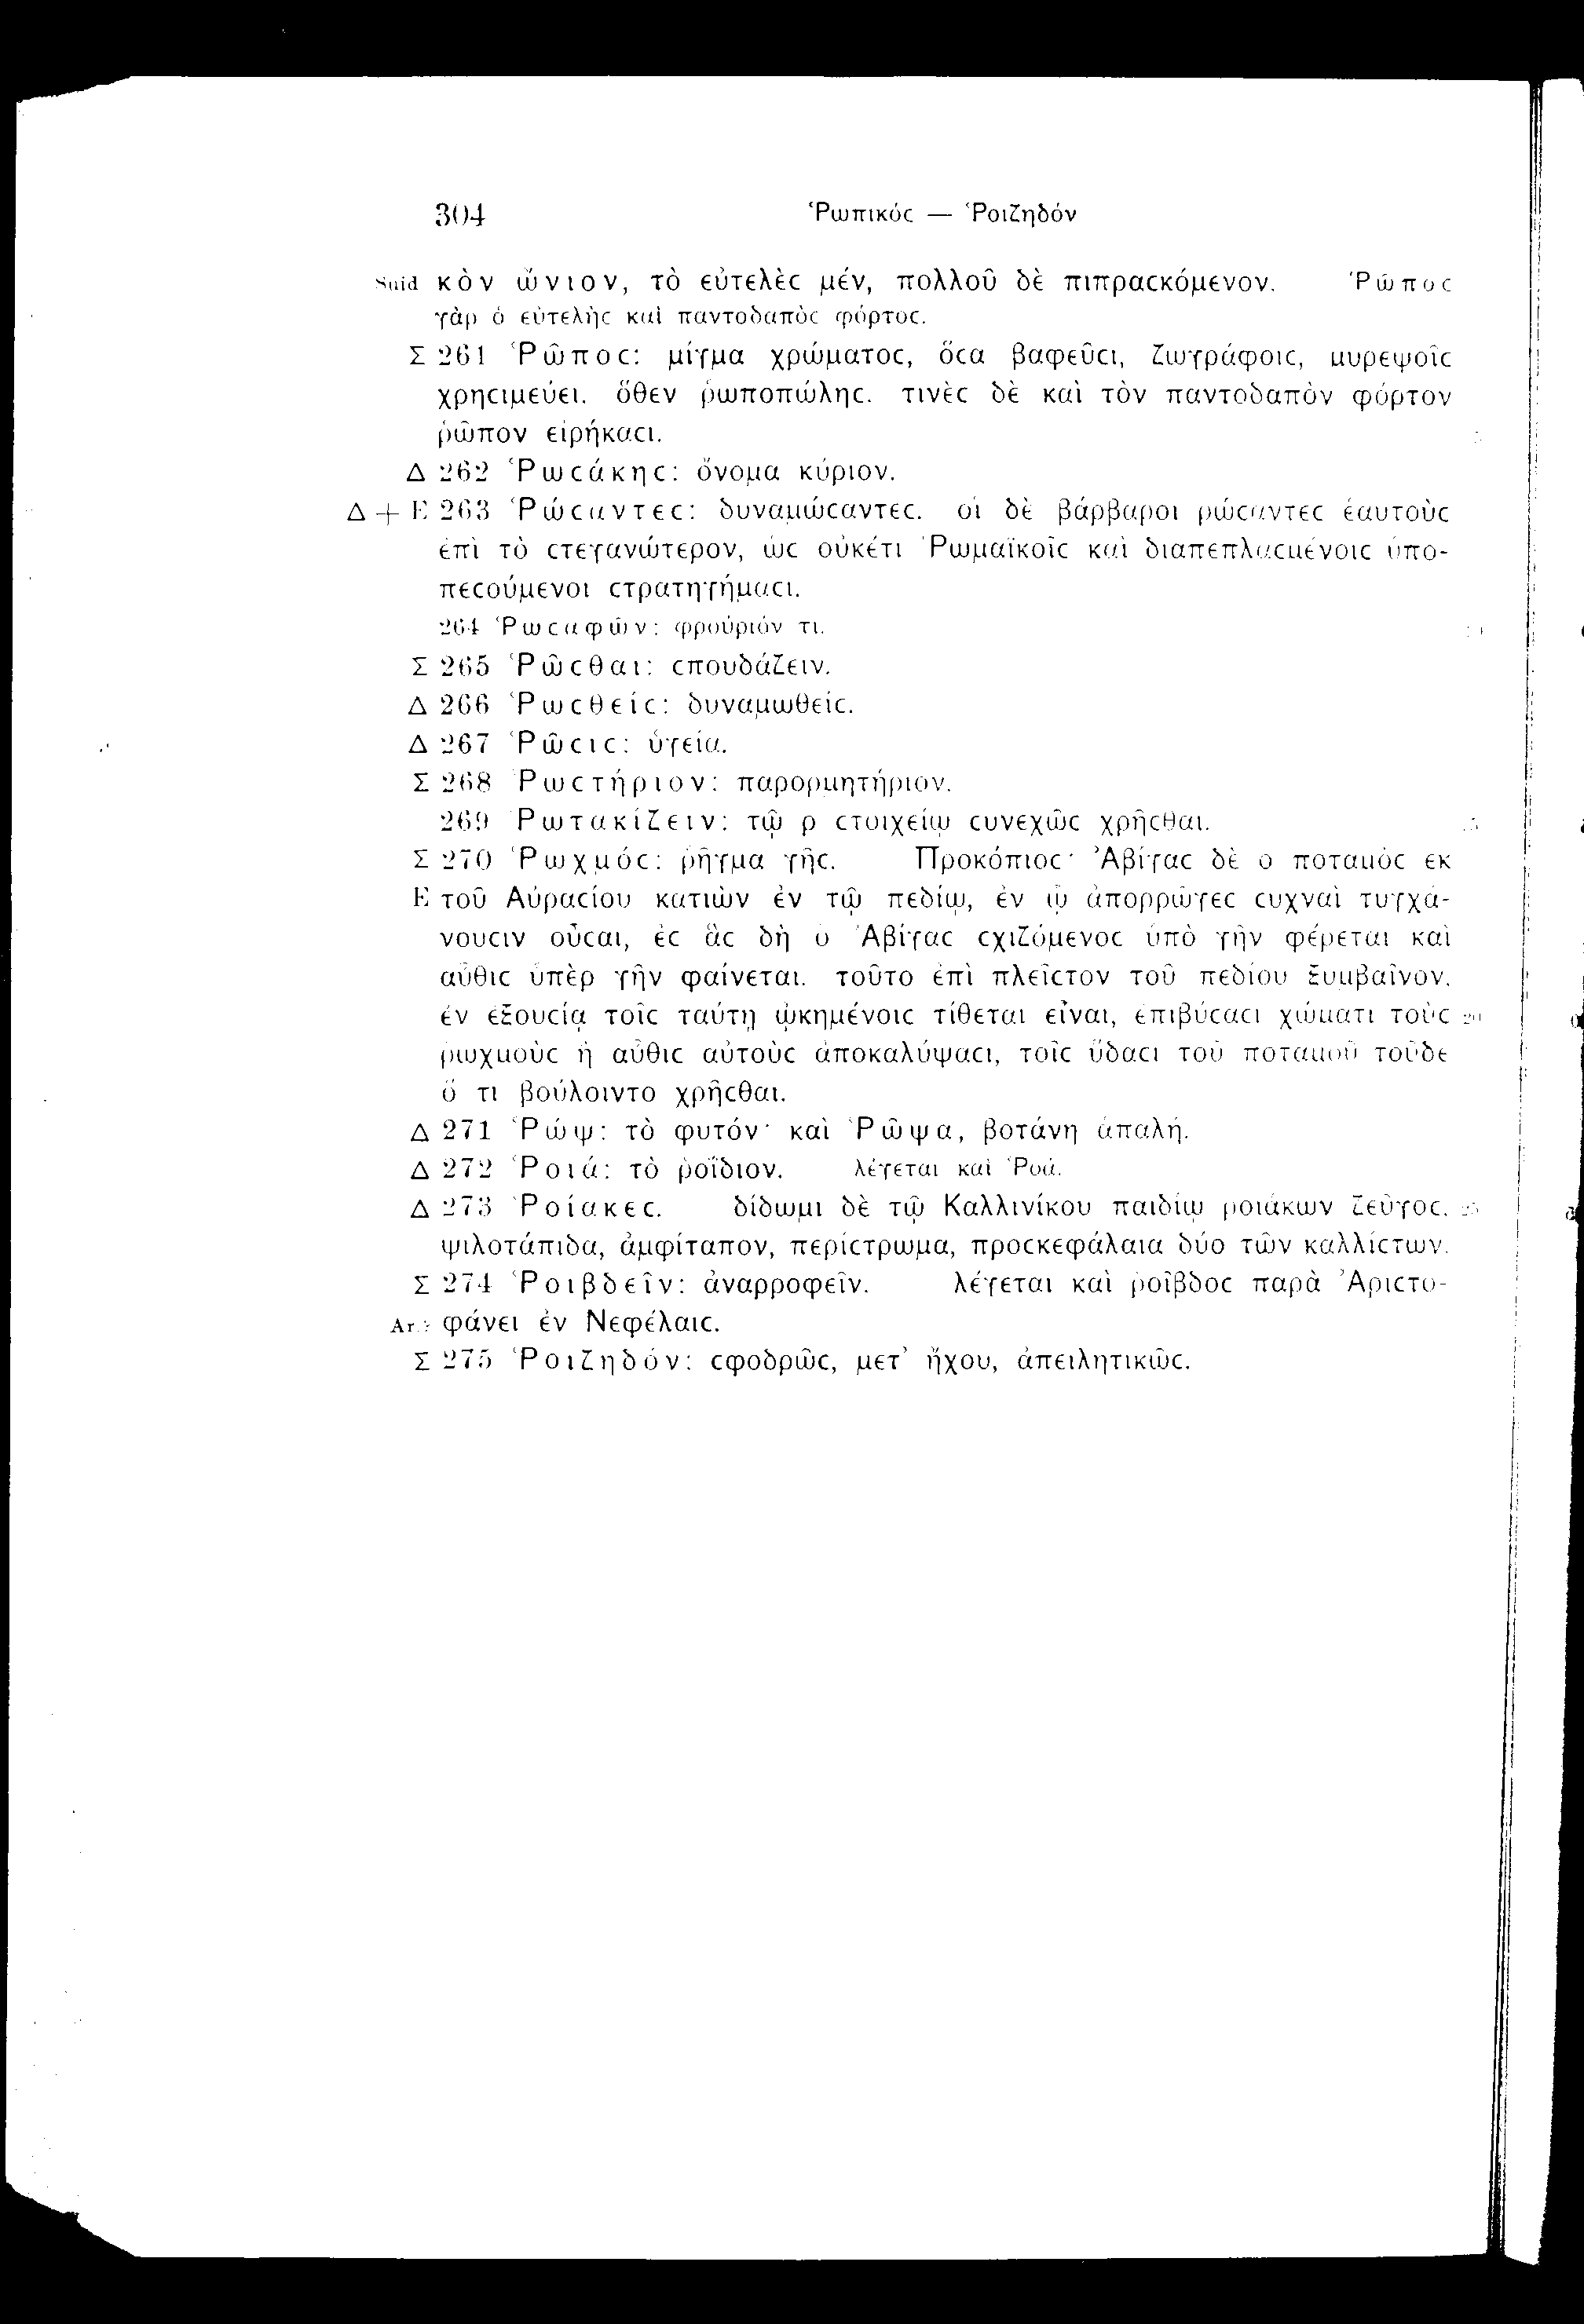 304 Ῥωπικόϲ — Ῥοιζηδόν
Suid κὸν ὤνιον, τὸ εὐτελὲϲ μέν, πολλοῦ δὲ πιπραϲκόμενον. Ῥῶποϲ
γὰρ ὁ εὐτελὴϲ καὶ παντοδαπὸϲ φόρτοϲ.
Σ 261 Ῥῶποϲ: μίγμα χρώματοϲ, ὅϲα βαφεῦϲι, ζωγράφοιϲ, μυρεψοῖϲ
χρηϲιμεύει. ὅθεν ῥωποπώληϲ. τινὲϲ δὲ καὶ τὸν παντοδαπὸν φόρτον
ῥῶπον εἰρήκαϲι. 5
Δ 262 Ῥωϲάκηϲ: ὄνομα κύριον.
Δ + E 263 Ῥώϲαντεϲ: δυναμώϲαντεϲ. οἱ δὲ βάρβαροι ῥώϲαντεϲ ἑαυτοὺϲ
ἐπὶ τὸ ϲτεγανώτερον, ὡϲ οὐκέτι Ῥωμαϊκοῖϲ καὶ διαπεπλαϲμένοιϲ ὑπο-
πεϲούμενοι ϲτρατηγήμαϲι.
264 Ῥωϲαφῶν: φρούριόν τι.
Σ 265 Ῥῶϲθαι: ϲπουδάζειν.
Δ 266 Ῥωϲθείϲ: δυναμωθείϲ.
Δ 267 Ῥῶϲιϲ: ὑγεία.
Σ 268 Ῥωϲτήριον: παρορμητήριον.
269 Ῥωτακίζειν: τῷ ρ ϲτοιχείῳ ϲυνεχῶϲ χρῆϲθαι.
Σ 270 Ῥωχμόϲ: ῥῆγμα γῆϲ. Προκόπιοϲ· Ἀβίγαϲ δὲ ὁ ποταμὸϲ ἐκ
E τοῦ Αὐραϲίου κατιὼν ἐν τῷ πεδίῳ, ἐν ᾧ ἀπορρῶγεϲ ϲυχναὶ τυγχά-
νουϲιν οὖϲαι, ἐϲ ἃϲ δὴ ὁ Ἀβίγαϲ ϲχιζόμενοϲ ὑπὸ γῆν φέρεται καὶ
αὖθιϲ ὑπὲρ γῆν φαίνεται. τοῦτο ἐπὶ πλεῖϲτον τοῦ πεδίου ξυμβαῖνον,
ἐν ἐξουϲίᾳ τοῖϲ ταύτῃ ᾠκημένοιϲ τίθεται εἶναι, ἐπιβύϲαϲι χώματι τοὺϲ 20
ῥωχμοὺϲ ἢ αὖθιϲ αὐτοὺϲ ἀποκαλύψαϲι, τοῖϲ ὕδαϲι τοῦ ποταμοῦ τοῦδε
ὅ τι βούλοιντο χρῆϲθαι.
Δ 271 Ῥώψ: τὸ φυτόν· καὶ Ῥῶψα, βοτάνη ἁπαλή.
Δ 272 Ῥοιά: τὸ ῥοΐδιον. λέγεται καὶ Ῥοά.
Δ 273 Ῥοίακεϲ. δίδωμι δὲ τῷ Καλλινίκου παιδίῳ ῥοιάκων ζεῦγοϲ, 25
ψιλοτάπιδα, ἀμφίταπον, περίϲτρωμα, προϲκεφάλαια δύο τῶν καλλίϲτων.
Σ 274 Ῥοιβδεῖν: ἀναρροφεῖν. λέγεται καὶ ῥοῖβδοϲ παρὰ Ἀριϲτο-
Ar. φάνει ἐν Νεφέλαιϲ.
Σ 275 Ῥοιζηδόν: ϲφοδρῶϲ, μετ’ ἤχου, ἀπειλητικῶϲ.